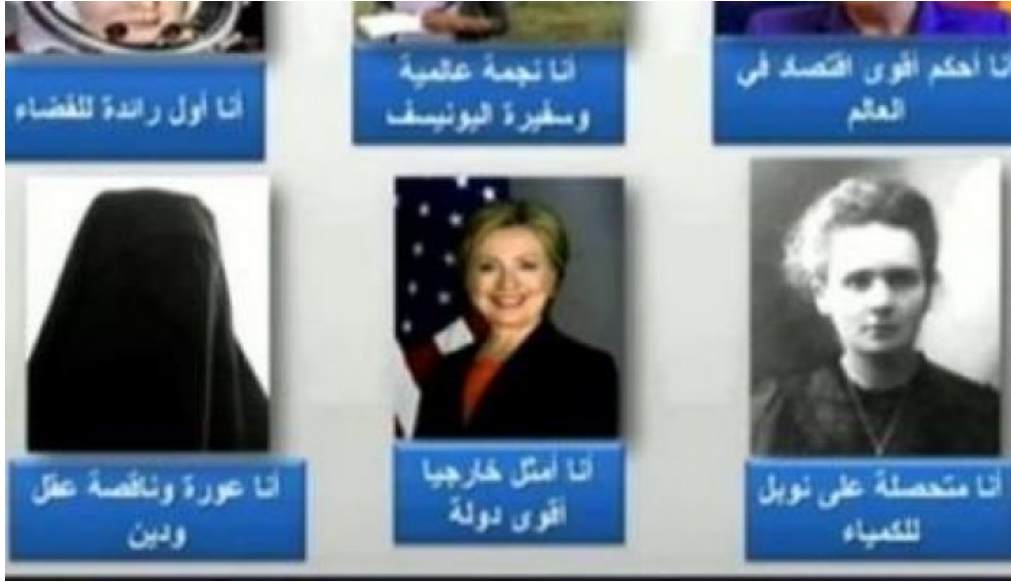 أنا أحكم أقوى اقتصاد في
العالم
أنا نجمة عالمية
وسفيرة اليونيسف
أنا أول رائدة للفضاء
أنا متحصلة على نوبل
للكمياء
أنا أمثل خارجيا
أقوى دولة
أنا عورة وناقصة عقل
ودين